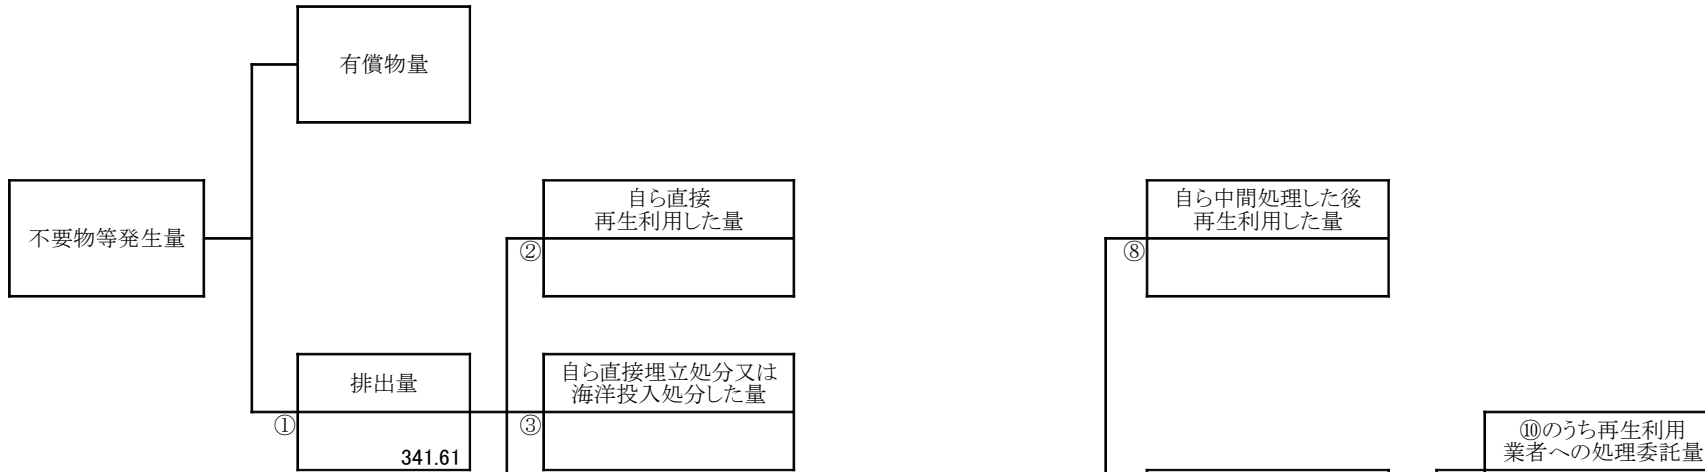 有償物量
不要物等発生量
自ら直接
再生利用した量
②
自ら中間処理した後
再生利用した量
⑧
排出量
①
341.61
自ら直接埋立処分又は
海洋投入処分した量
③
⑩のうち再生利用
業者への処理委託量